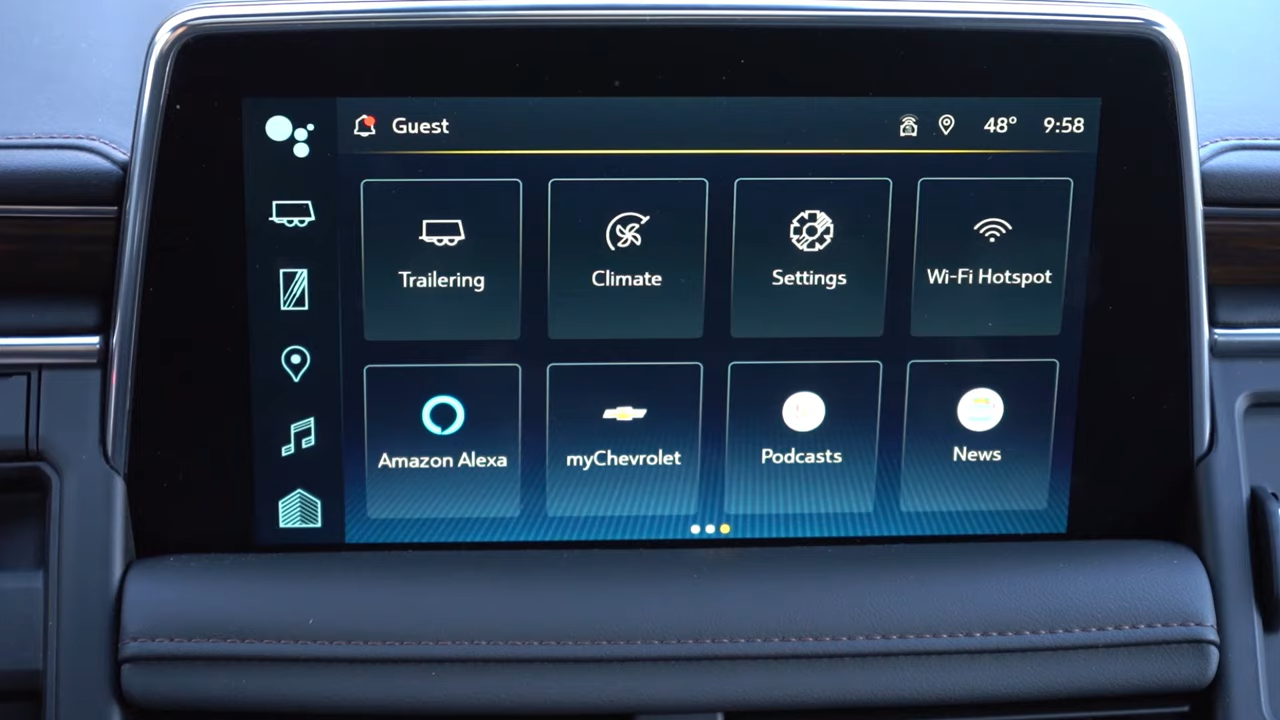 Guest
48°
9:58
Trailering
Climate
Settings
Wi-Fi Hotspot
Amazon Alexa
myChevrolet
Podcasts
News